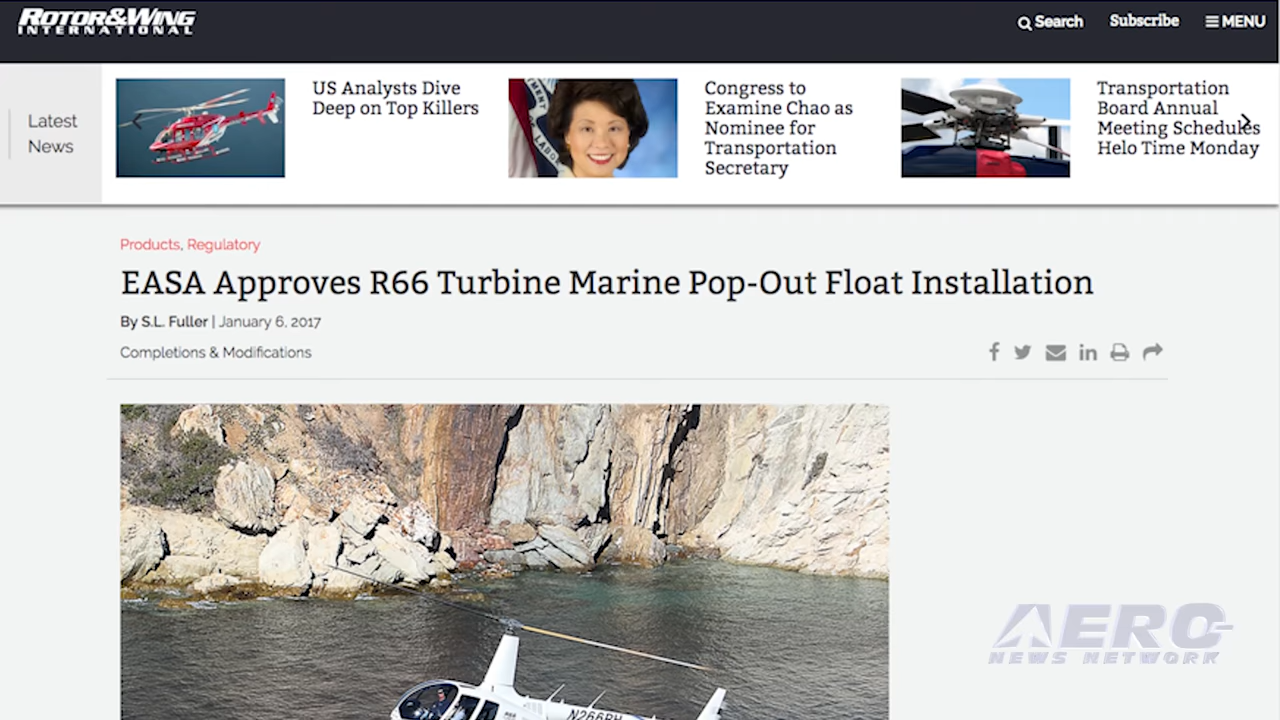 ROTOR&WING
INTERNATIONAL
Search
Subscribe
MENU
Latest
News
US Analysts Dive
Deep on Top Killers
Congress to
Examine Chao as
Nominee for
Transportation
Secretary
Transportation
Board Annual
Meeting Schedules
Helo Time Monday
Products, Regulatory
EASA Approves R66 Turbine Marine Pop-Out Float Installation
By S.L. Fuller | January 6, 2017
Completions & Modifications
AERO
NEWS NETWORK